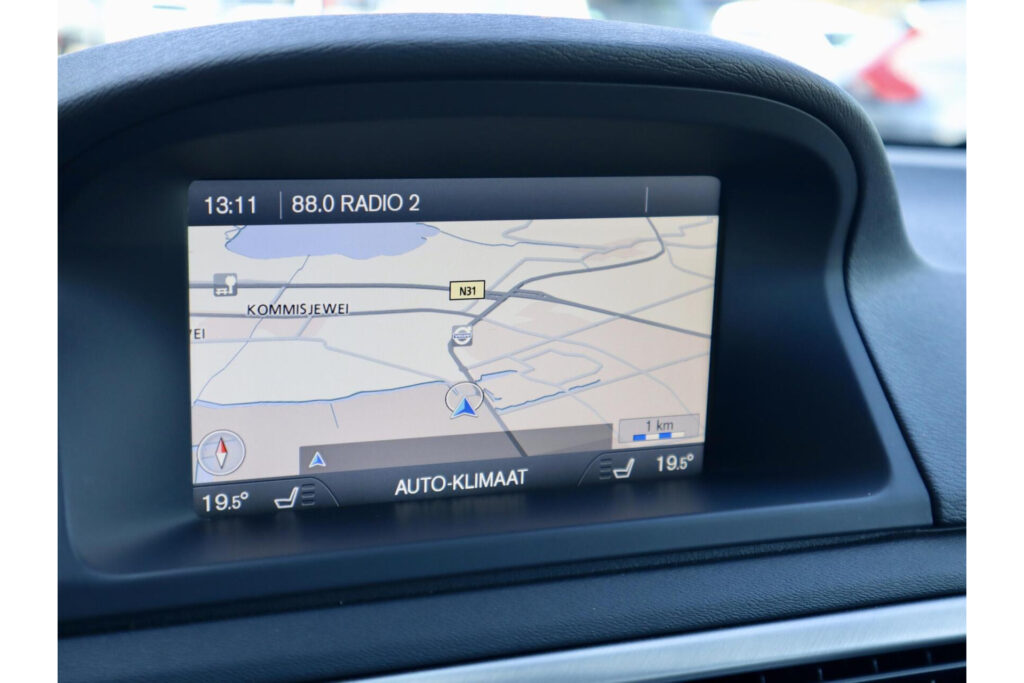 13:11 88.0 RADIO 2
N31
KOMMISJEWEI
EI
1 km
19.5° AUTO-KLIMAAT 19.5°